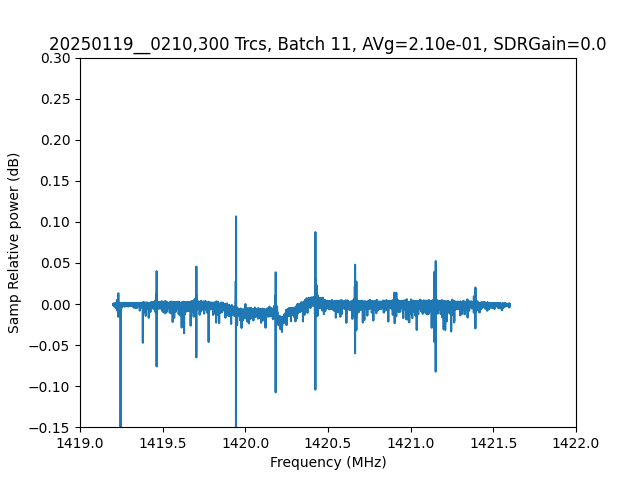 20250119__0210,300 Trcs, Batch 11, AVg=2.10e-01, SDRGain=0.0
0.30
0.25
0.20
0.15
0.10
0.05
0.00
−0.05
−0.10
−0.15
Samp Relative power (dB)
1419.0 1419.5 1420.0 1420.5 1421.0 1421.5 1422.0
Frequency (MHz)